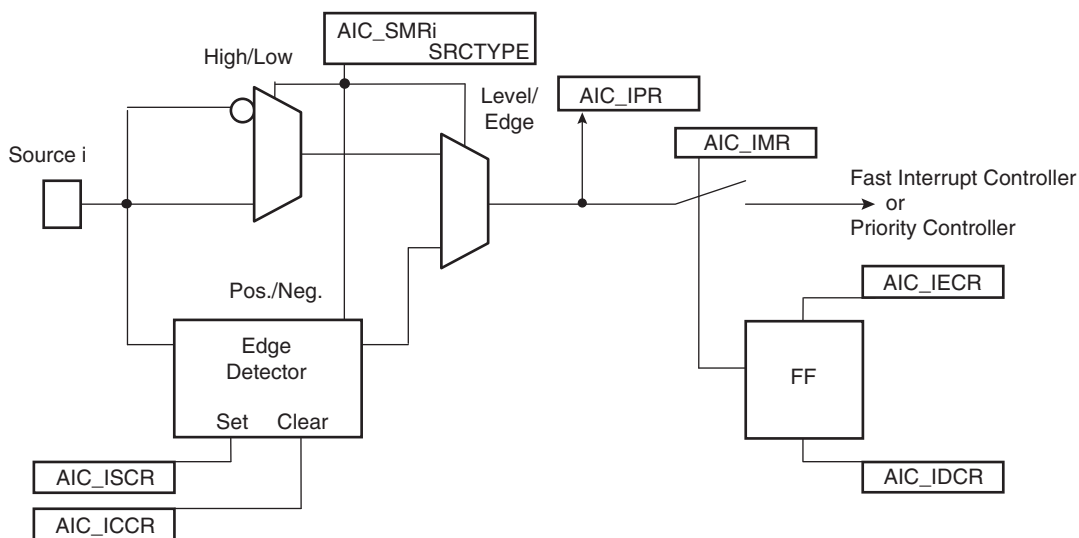 AIC_SMRi
SRCTYPE
High/Low
Level/
Edge
AIC_IPR
AIC_IMR
Source i
Fast Interrupt Controller
or
Priority Controller
Pos./Neg.
AIC_IECR
Edge
Detector
FF
Set Clear
AIC_ISCR
AIC_IDCR
AIC_ICCR